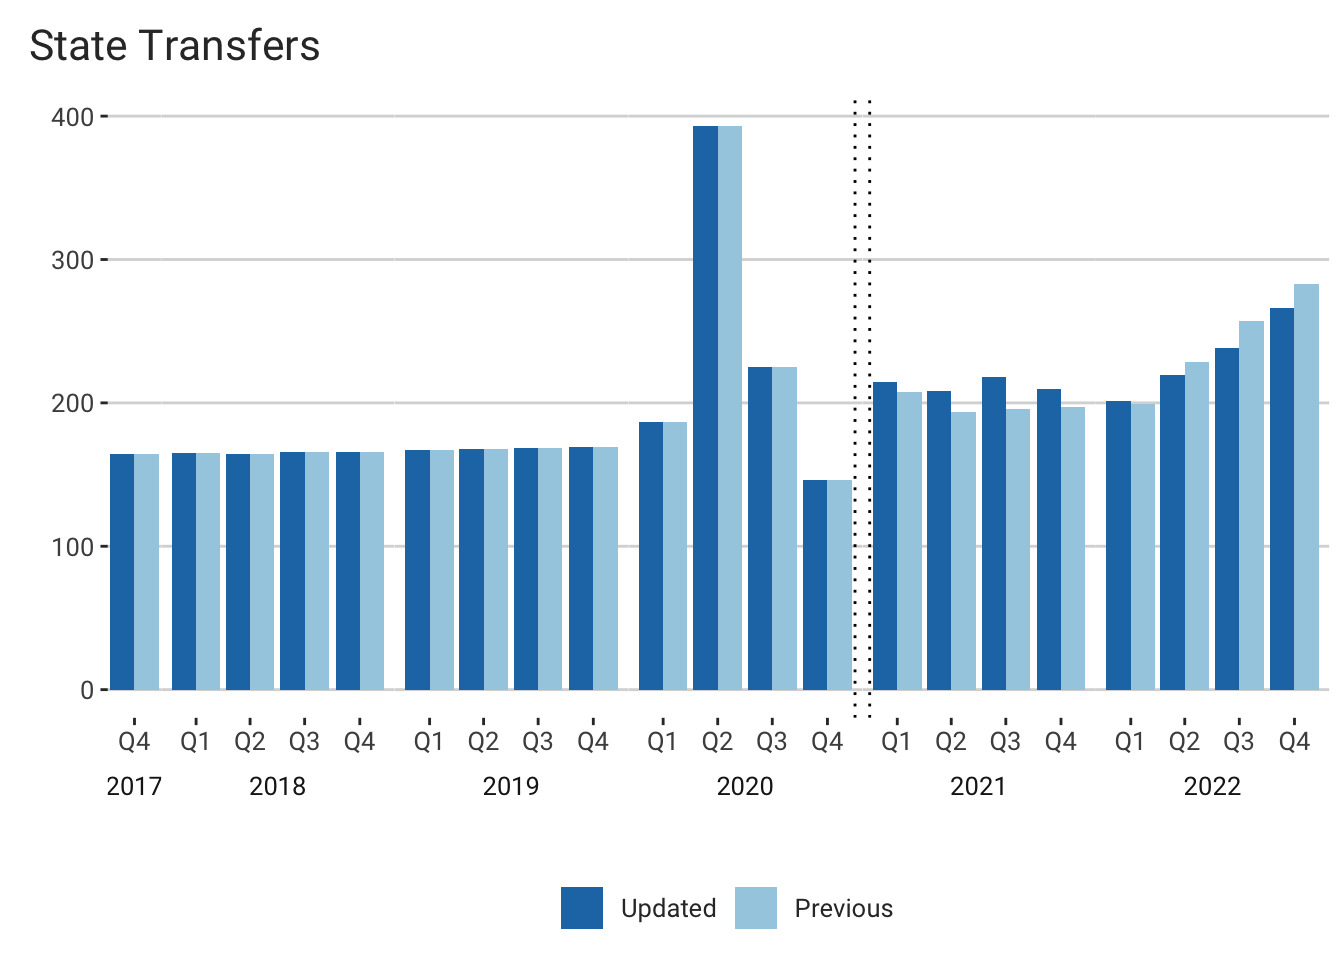 State Transfers
400
300
200
100
0
Q4 Q1 Q2 Q3 Q4 Q1 Q2 Q3 Q4 Q1 Q2 Q3 Q4 Q1 Q2 Q3 Q4 Q1 Q2 Q3 Q4
2017 2018 2019 2020 2021 2022
Updated Previous